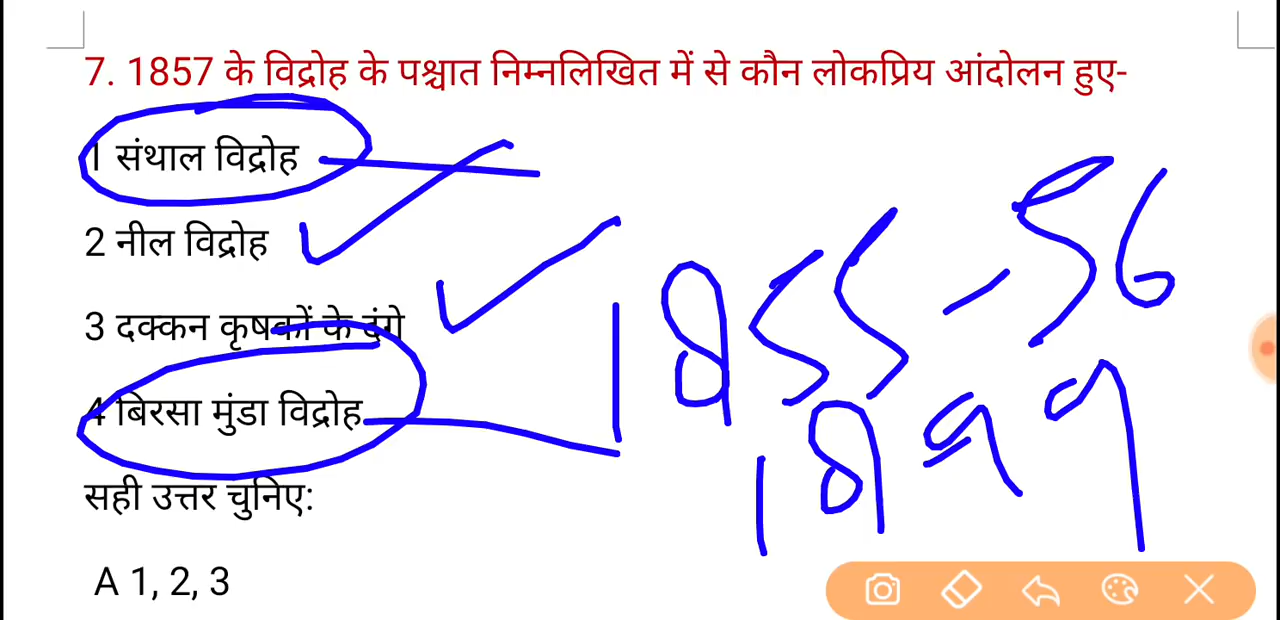 7. 1857 के विद्रोह के पश्चात निम्नलिखित में से कौन लोकप्रिय आंदोलन हुए-
1 संथाल विद्रोह
2 नील विद्रोह
3 दक्कन कृषकों के दंगे
1855-56
4 बिरसा मुंडा विद्रोह
1899
सही उत्तर चुनिए:
A 1, 2, 3